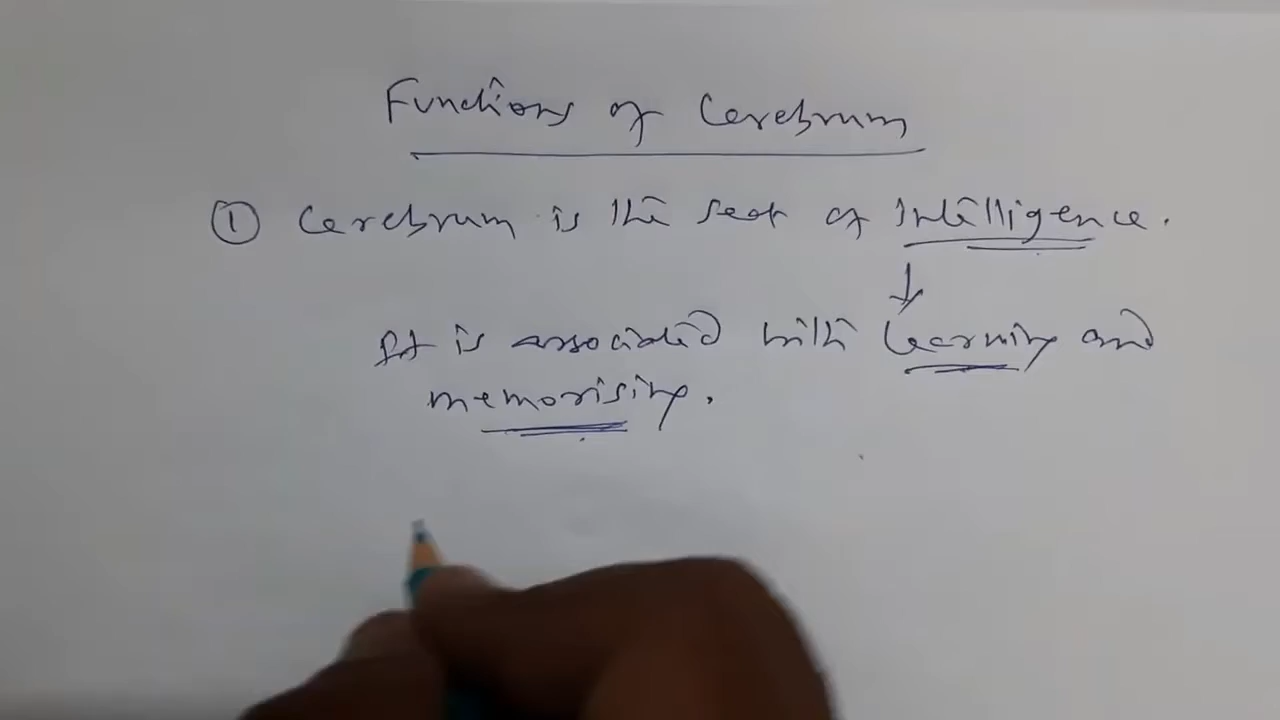 Functions of Cerebrum
① Cerebrum is the seat of Intelligence.
↓
It is associated with learning and
memorising.